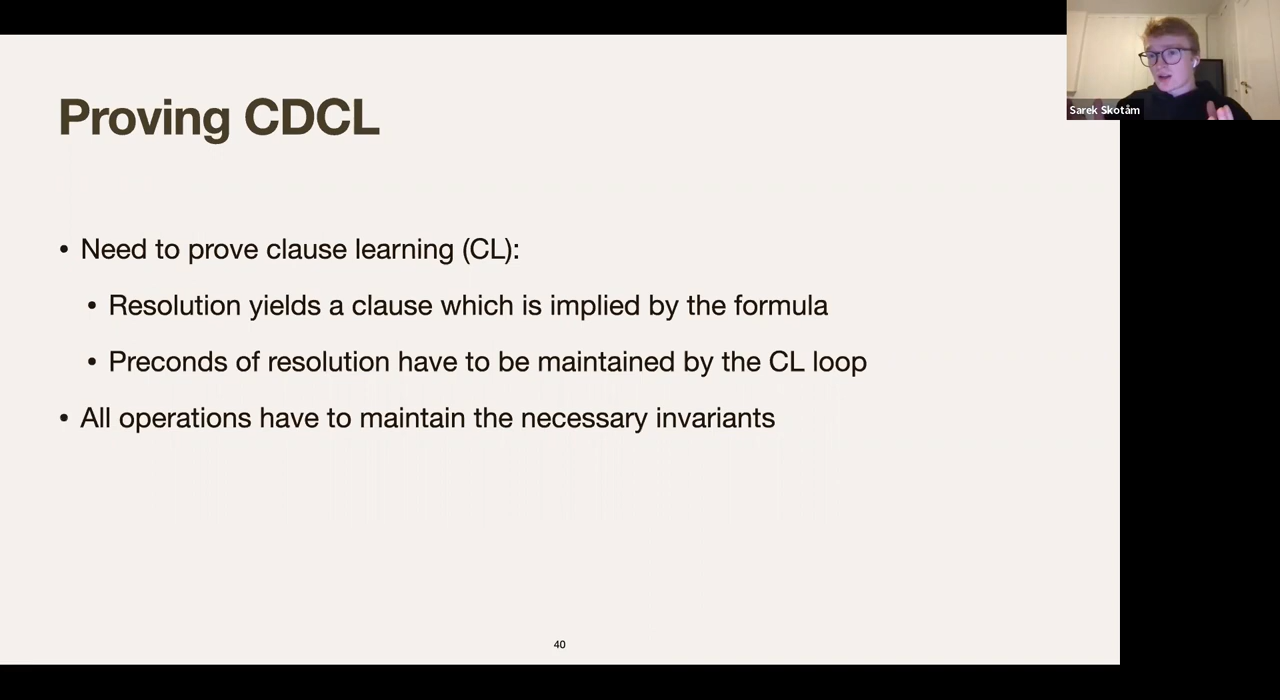 Proving CDCL
Sarek Skotåm
• Need to prove clause learning (CL):
• Resolution yields a clause which is implied by the formula
• Preconds of resolution have to be maintained by the CL loop
• All operations have to maintain the necessary invariants
40